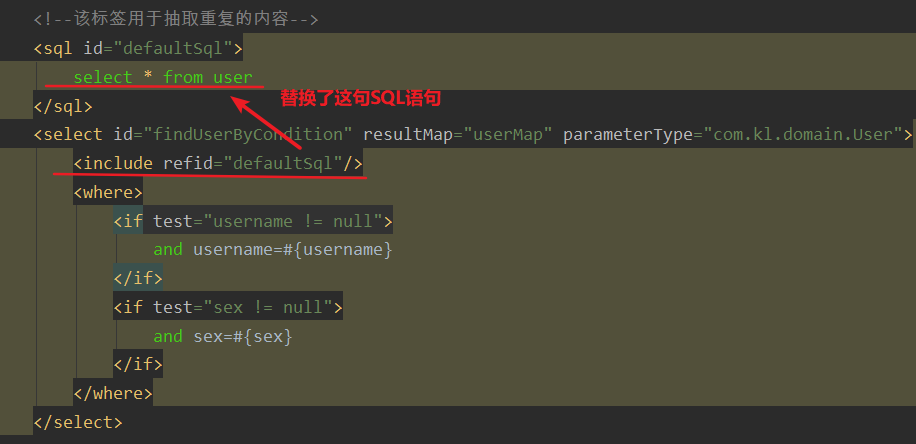 <!--该标签用于抽取重复的内容-->
<sql id="defaultSql">
select * from user
替换了这句SQL语句
</sql>
<select id="findUserByCondition" resultMap="userMap" parameterType="com.kl.domain.User">
<include refid="defaultSql"/>
<where>
<if test="username != null">
and username=#{username}
</if>
<if test="sex != null">
and sex=#{sex}
</if>
</where>
</select>